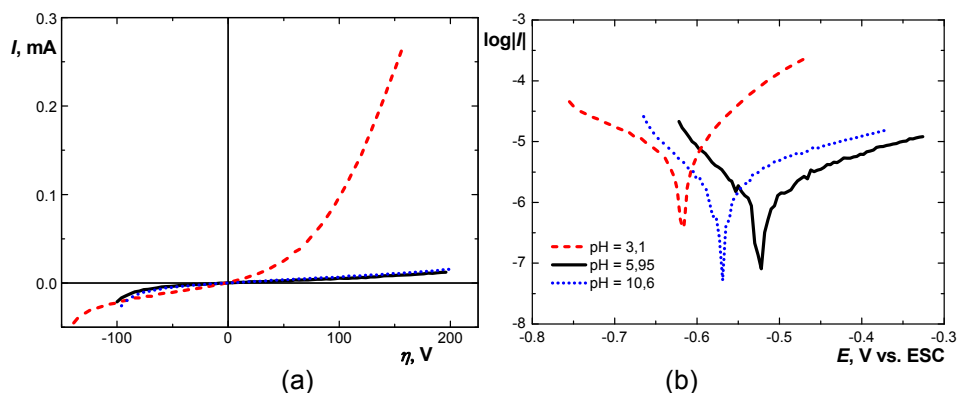 I, mA
0.3
0.2
0.1
0.0
-100
0
100
200
η, V
(a)
log|I|
-3
-4
-5
-6
-7
-8
pH = 3,1
pH = 5,95
pH = 10,6
-0.8
-0.7
-0.6
-0.5
-0.4
-0.3
E, V vs. ESC
(b)